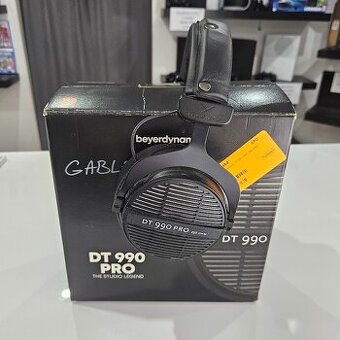 beyerdynam
GABL
DT 990 PRO
DT 990
DT 990
PRO
THE STUDIO LEGEND